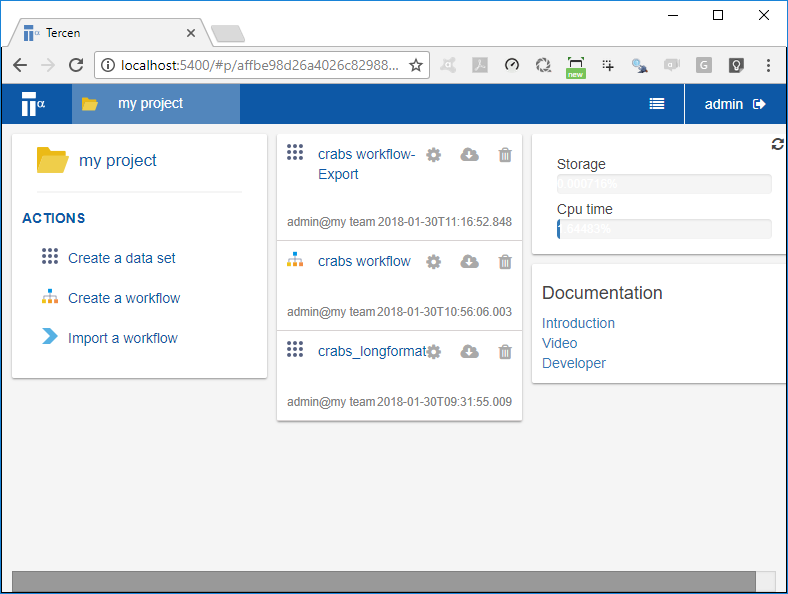 Tercen
localhost:5400/#p/affbe98d26a4026c82988...
new
G
α
my project
admin
my project
ACTIONS
Create a data set
Create a workflow
Import a workflow
crabs workflow-
Export
admin@my team 2018-01-30T11:16:52.848
crabs workflow
admin@my team 2018-01-30T10:56:06.003
crabs_longformat
admin@my team 2018-01-30T09:31:55.009
Storage
0.000718%
Cpu time
Documentation
Introduction
Video
Developer